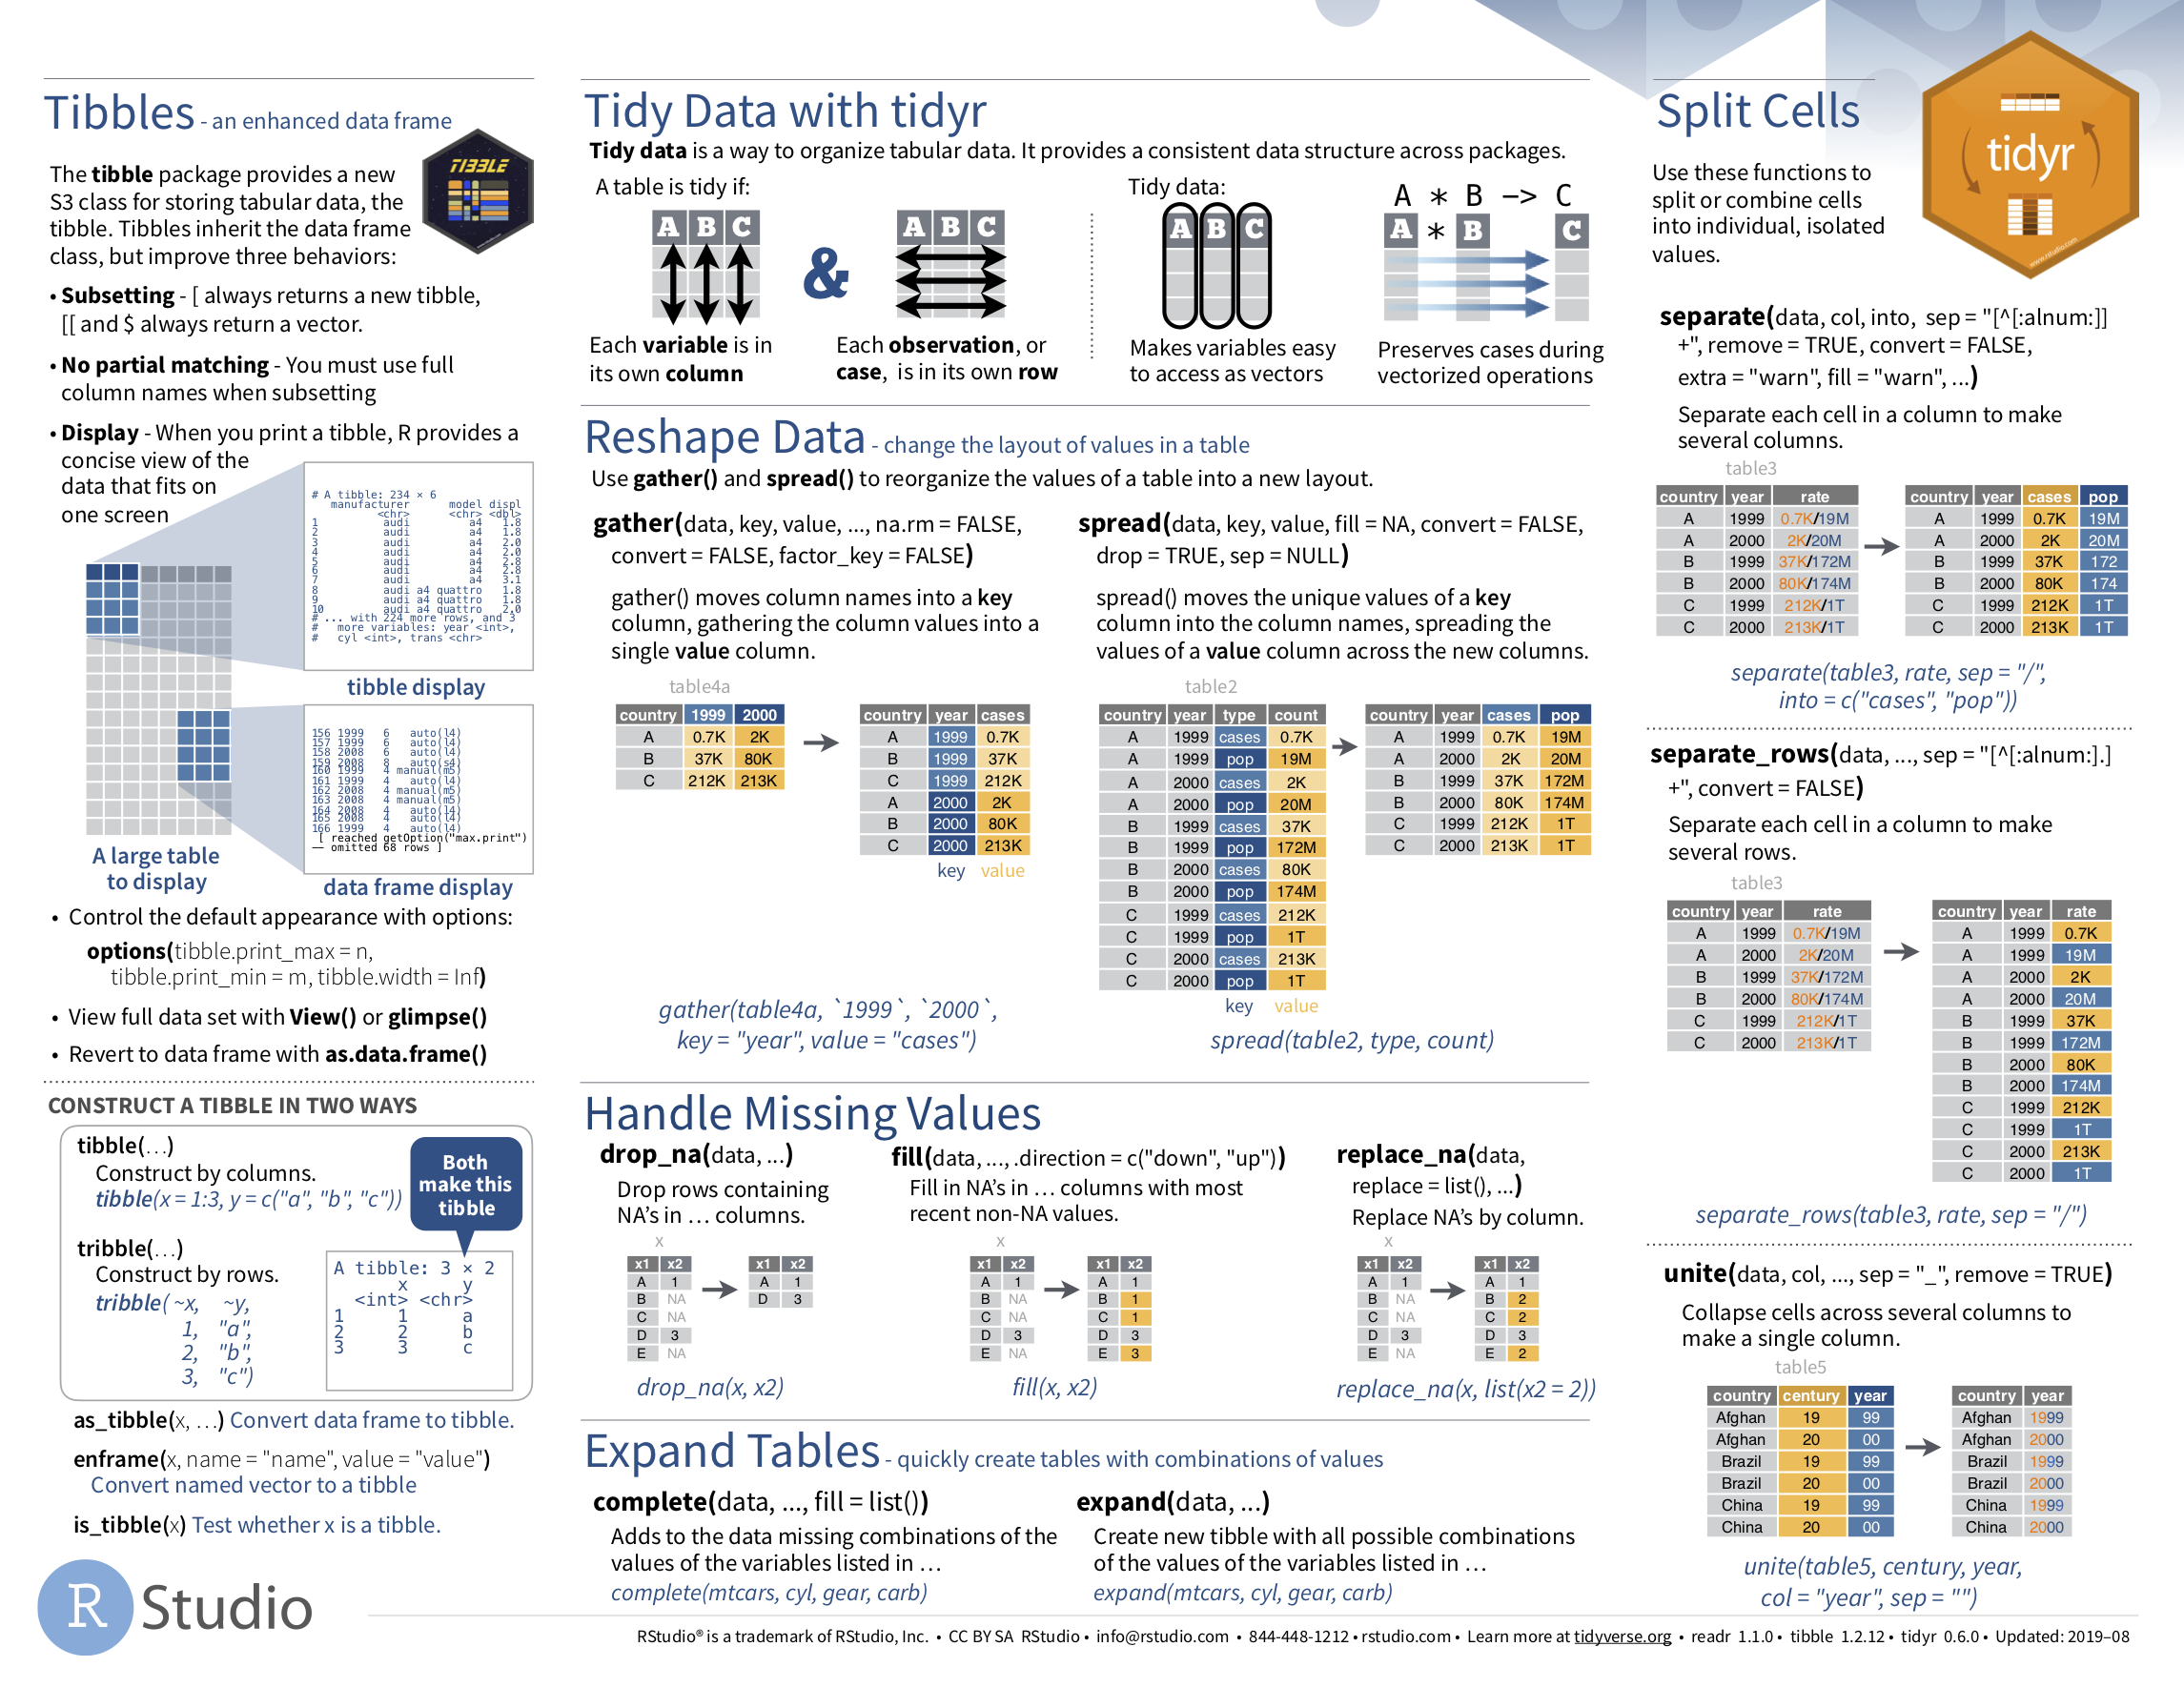 Tibbles - an enhanced data frame
TIBBLE
The tibble package provides a new
S3 class for storing tabular data, the
tibble. Tibbles inherit the data frame
class, but improve three behaviors:
• Subsetting - [ always returns a new tibble,
[[ and $ always return a vector.
• No partial matching - You must use full
column names when subsetting
• Display - When you print a tibble, R provides a
concise view of the
data that fits on
one screen
# A tibble: 234 × 6
manufacturer model displ
<chr> <chr> <dbl>
1 audi a4 1.8
2 audi a4 1.8
3 audi a4 2.0
4 audi a4 2.0
5 audi a4 2.8
6 audi a4 2.8
7 audi a4 3.1
8 audi a4 quattro 1.8
9 audi a4 quattro 1.8
10 audi a4 quattro 2.0
# ... with 224 more rows, and 3
# more variables: year <int>,
# cyl <int>, trans <chr>
tibble display
156 1999 6 auto(l4)
157 1999 6 auto(l4)
158 2008 6 auto(l4)
159 2008 8 auto(s4)
160 1999 4 manual(m5)
161 1999 4 auto(l4)
162 2008 4 manual(m5)
163 2008 4 manual(m5)
164 2008 4 auto(l4)
165 2008 4 auto(l4)
166 1999 4 auto(l4)
[ reached getOption("max.print")
-- omitted 68 rows ]
A large table
to display
data frame display
• Control the default appearance with options:
options(tibble.print_max = n,
tibble.print_min = m, tibble.width = Inf)
• View full data set with View() or glimpse()
• Revert to data frame with as.data.frame()
CONSTRUCT A TIBBLE IN TWO WAYS
tibble(…)
Construct by columns.
tibble(x = 1:3, y = c("a", "b", "c"))
Both
make this
tibble
tribble(…)
Construct by rows.
tribble( ~x, ~y,
1, "a",
2, "b",
3, "c")
A tibble: 3 × 2
x y
<int> <chr>
1 1 a
2 2 b
3 3 c
as_tibble(x, …) Convert data frame to tibble.
enframe(x, name = "name", value = "value")
Convert named vector to a tibble
is_tibble(x) Test whether x is a tibble.
R Studio
Tidy Data with tidyr
Tidy data is a way to organize tabular data. It provides a consistent data structure across packages.
A table is tidy if:
A B C
&
A B C
Each variable is in
its own column
Each observation, or
case, is in its own row
Tidy data:
A B C
Makes variables easy
to access as vectors
A * B -> C
A * B C
Preserves cases during
vectorized operations
Reshape Data - change the layout of values in a table
Use gather() and spread() to reorganize the values of a table into a new layout.
gather(data, key, value, ..., na.rm = FALSE,
convert = FALSE, factor_key = FALSE)
gather() moves column names into a key
column, gathering the column values into a
single value column.
table4a
country 1999 2000
A 0.7K 2K
B 37K 80K
C 212K 213K
country year cases
A 1999 0.7K
B 1999 37K
C 1999 212K
A 2000 2K
B 2000 80K
C 2000 213K
key value
gather(table4a, `1999`, `2000`,
key = "year", value = "cases")
spread(data, key, value, fill = NA, convert = FALSE,
drop = TRUE, sep = NULL)
spread() moves the unique values of a key
column into the column names, spreading the
values of a value column across the new columns.
table2
country year type count
A 1999 cases 0.7K
A 1999 pop 19M
A 2000 cases 2K
A 2000 pop 20M
B 1999 cases 37K
B 1999 pop 172M
B 2000 cases 80K
B 2000 pop 174M
C 1999 cases 212K
C 1999 pop 1T
C 2000 cases 213K
C 2000 pop 1T
key value
country year cases pop
A 1999 0.7K 19M
A 2000 2K 20M
B 1999 37K 172M
B 2000 80K 174M
C 1999 212K 1T
C 2000 213K 1T
spread(table2, type, count)
Handle Missing Values
drop_na(data, ...)
Drop rows containing
NA’s in … columns.
x
x1 x2
A 1
B NA
C NA
D 3
E NA
x1 x2
A 1
D 3
drop_na(x, x2)
fill(data, ..., .direction = c("down", "up"))
Fill in NA’s in … columns with most
recent non-NA values.
x
x1 x2
A 1
B NA
C NA
D 3
E NA
x1 x2
A 1
B 1
C 1
D 3
E 3
fill(x, x2)
replace_na(data,
replace = list(), ...)
Replace NA’s by column.
x
x1 x2
A 1
B NA
C NA
D 3
E NA
x1 x2
A 1
B 2
C 2
D 3
E 2
replace_na(x, list(x2 = 2))
Expand Tables - quickly create tables with combinations of values
complete(data, ..., fill = list())
Adds to the data missing combinations of the
values of the variables listed in …
complete(mtcars, cyl, gear, carb)
expand(data, ...)
Create new tibble with all possible combinations
of the values of the variables listed in …
expand(mtcars, cyl, gear, carb)
Split Cells
tidyr
www.rstudio.com
Use these functions to
split or combine cells
into individual, isolated
values.
separate(data, col, into, sep = "[^[:alnum:]]
+", remove = TRUE, convert = FALSE,
extra = "warn", fill = "warn", ...)
Separate each cell in a column to make
several columns.
table3
country year rate
A 1999 0.7K/19M
A 2000 2K/20M
B 1999 37K/172M
B 2000 80K/174M
C 1999 212K/1T
C 2000 213K/1T
country year cases pop
A 1999 0.7K 19M
A 2000 2K 20M
B 1999 37K 172
B 2000 80K 174
C 1999 212K 1T
C 2000 213K 1T
separate(table3, rate, sep = "/",
into = c("cases", "pop"))
separate_rows(data, ..., sep = "[^[:alnum:].]
+", convert = FALSE)
Separate each cell in a column to make
several rows.
table3
country year rate
A 1999 0.7K/19M
A 2000 2K/20M
B 1999 37K/172M
B 2000 80K/174M
C 1999 212K/1T
C 2000 213K/1T
country year rate
A 1999 0.7K
A 1999 19M
A 2000 2K
A 2000 20M
B 1999 37K
B 1999 172M
B 2000 80K
B 2000 174M
C 1999 212K
C 1999 1T
C 2000 213K
C 2000 1T
separate_rows(table3, rate, sep = "/")
unite(data, col, ..., sep = "_", remove = TRUE)
Collapse cells across several columns to
make a single column.
table5
country century year
Afghan 19 99
Afghan 20 00
Brazil 19 99
Brazil 20 00
China 19 99
China 20 00
country year
Afghan 1999
Afghan 2000
Brazil 1999
Brazil 2000
China 1999
China 2000
unite(table5, century, year,
col = "year", sep = "")
RStudio® is a trademark of RStudio, Inc. • CC BY SA RStudio • info@rstudio.com • 844-448-1212 • rstudio.com • Learn more at tidyverse.org • readr 1.1.0 • tibble 1.2.12 • tidyr 0.6.0 • Updated: 2019–08